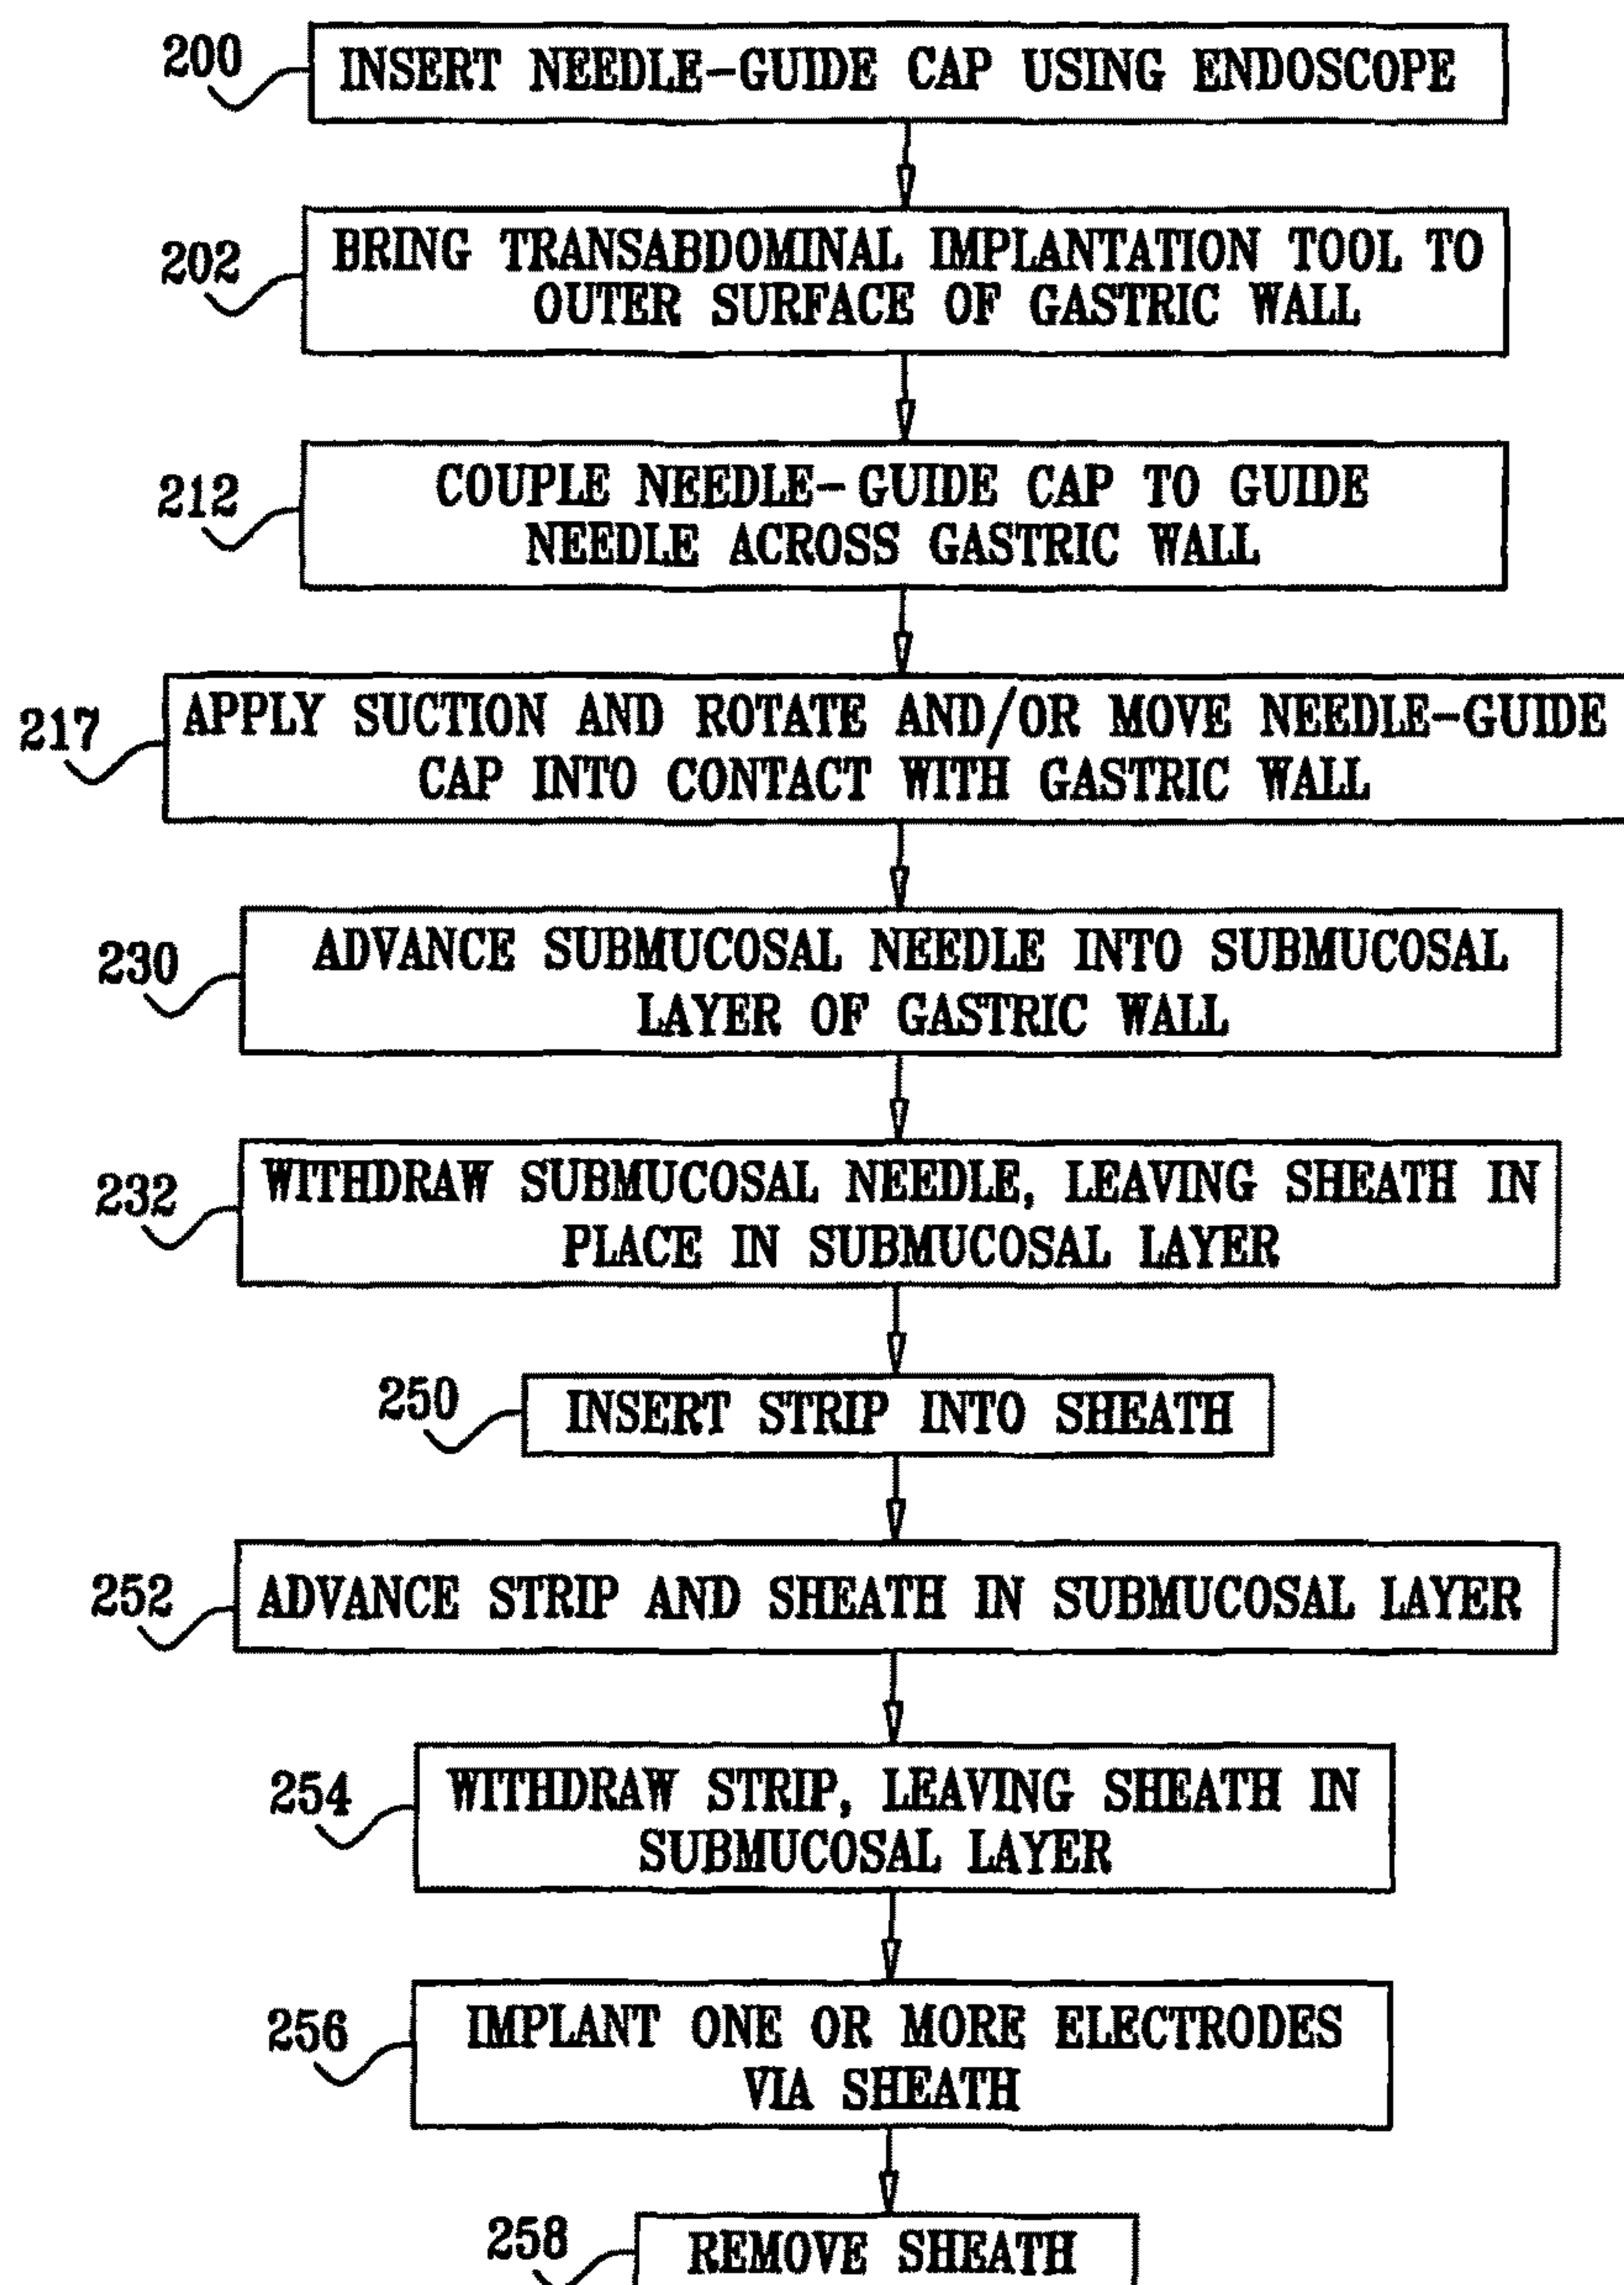 200
INSERT NEEDLE-GUIDE CAP USING ENDOSCOPE
202
BRING TRANSABDOMINAL IMPLANTATION TOOL TO
OUTER SURFACE OF GASTRIC WALL
212
COUPLE NEEDLE-GUIDE CAP TO GUIDE
NEEDLE ACROSS GASTRIC WALL
217
APPLY SUCTION AND ROTATE AND/OR MOVE NEEDLE-GUIDE
CAP INTO CONTACT WITH GASTRIC WALL
230
ADVANCE SUBMUCOSAL NEEDLE INTO SUBMUCOSAL
LAYER OF GASTRIC WALL
232
WITHDRAW SUBMUCOSAL NEEDLE, LEAVING SHEATH IN
PLACE IN SUBMUCOSAL LAYER
250
INSERT STRIP INTO SHEATH
252
ADVANCE STRIP AND SHEATH IN SUBMUCOSAL LAYER
254
WITHDRAW STRIP, LEAVING SHEATH IN
SUBMUCOSAL LAYER
256
IMPLANT ONE OR MORE ELECTRODES
VIA SHEATH
258
REMOVE SHEATH